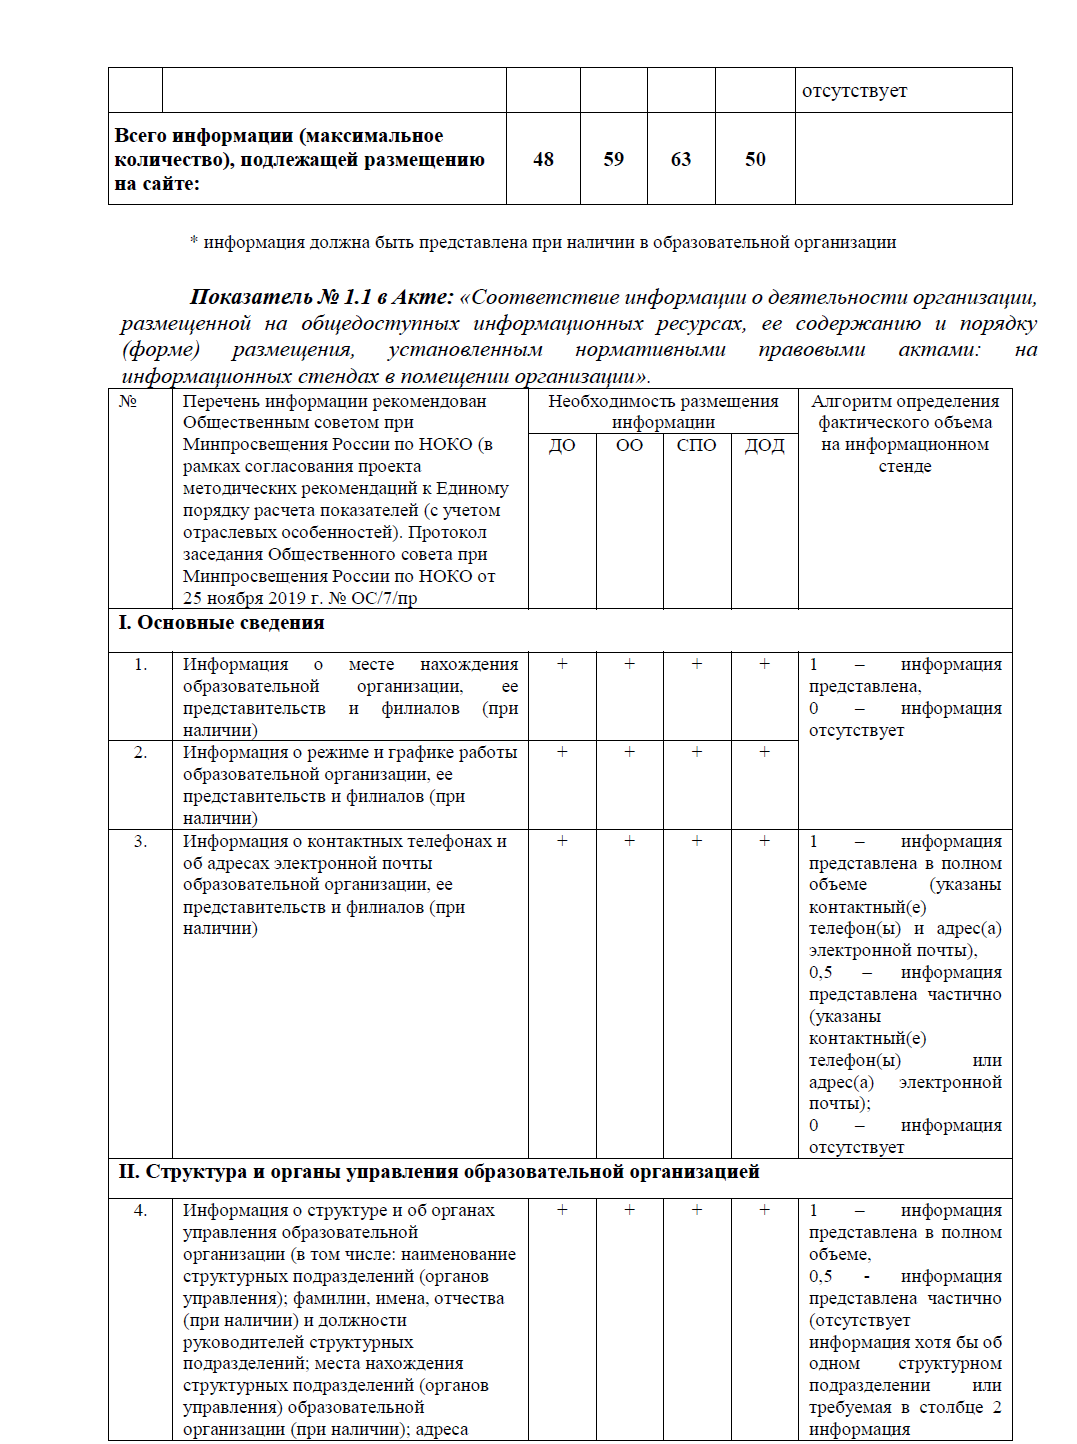 отсутствует
Всего информации (максимальное
количество), подлежащей размещению
на сайте:
48 59 63 50
* информация должна быть представлена при наличии в образовательной организации
Показатель № 1.1 в Акте: «Соответствие информации о деятельности организации,
размещенной на общедоступных информационных ресурсах, ее содержанию и порядку
(форме) размещения, установленным нормативными правовыми актами: на
информационных стендах в помещении организации».
№
Перечень информации рекомендован
Общественным советом при
Минпросвещения России по НОКО (в
рамках согласования проекта
методических рекомендаций к Единому
порядку расчета показателей (с учетом
отраслевых особенностей). Протокол
заседания Общественного совета при
Минпросвещения России по НОКО от
25 ноября 2019 г. № ОС/7/пр
Необходимость размещения
информации
ДО ОО СПО ДОД
Алгоритм определения
фактического объема
на информационном
стенде
I. Основные сведения
1.
Информация о месте нахождения
образовательной организации, ее
представительств и филиалов (при
наличии)
+ + + +
1 – информация
представлена,
0 – информация
отсутствует
2.
Информация о режиме и графике работы
образовательной организации, ее
представительств и филиалов (при
наличии)
+ + + +
3.
Информация о контактных телефонах и
об адресах электронной почты
образовательной организации, ее
представительств и филиалов (при
наличии)
+ + + +
1 – информация
представлена в полном
объеме (указаны
контактный(е)
телефон(ы) и адрес(а)
электронной почты),
0,5 – информация
представлена частично
(указаны
контактный(е)
телефон(ы) или
адрес(а) электронной
почты);
0 – информация
отсутствует
II. Структура и органы управления образовательной организацией
4.
Информация о структуре и об органах
управления образовательной
организации (в том числе: наименование
структурных подразделений (органов
управления); фамилии, имена, отчества
(при наличии) и должности
руководителей структурных
подразделений; места нахождения
структурных подразделений (органов
управления) образовательной
организации (при наличии); адреса
+ + + +
1 – информация
представлена в полном
объеме,
0,5 - информация
представлена частично
(отсутствует
информация хотя бы об
одном структурном
подразделении или
требуемая в столбце 2
информация